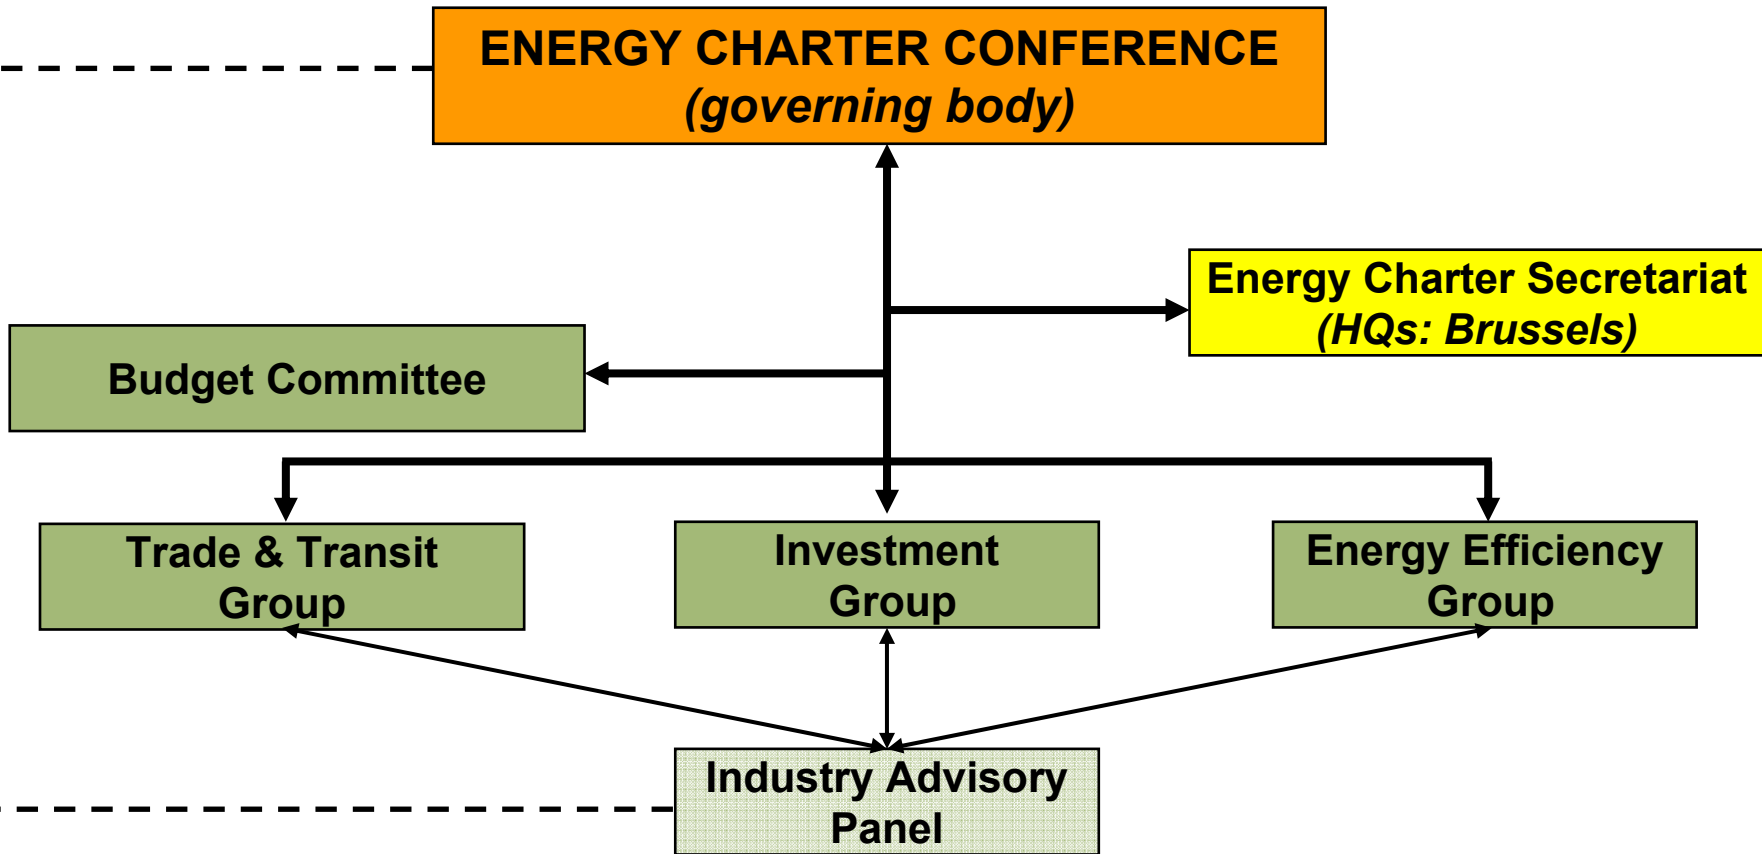 ENERGY CHARTER CONFERENCE
(governing body)
Energy Charter Secretariat
(HQs: Brussels)
Budget Committee
Trade & Transit
Group
Investment
Group
Energy Efficiency
Group
Industry Advisory
Panel